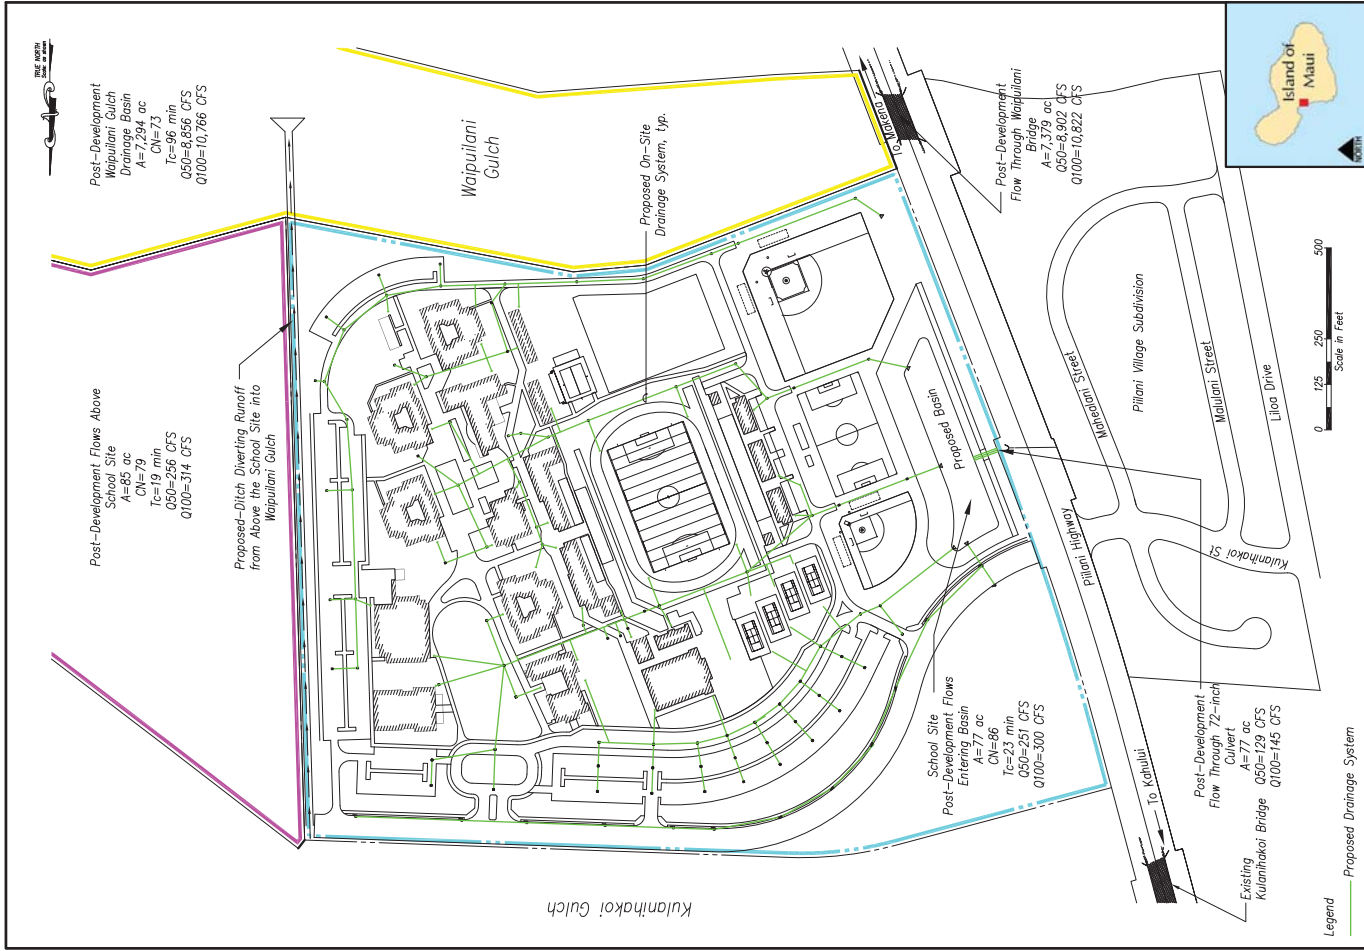 TRUE NORTH
Scale: as shown
Post-Development
Waipuilani Gulch
Drainage Basin
A=7,294 ac
CN=73
Tc=96 min
Q50=8,856 CFS
Q100=10,766 CFS
Post-Development Flows Above
School Site
A=85 ac
CN=79
Tc=19 min
Q50=256 CFS
Q100=314 CFS
Proposed-Ditch Diverting Runoff
from Above the School Site into
Waipuilani Gulch
Waipuilani
Gulch
Proposed On-Site
Drainage System, typ.
To Makena
Post-Development
Flow Through Waipuilani
Bridge
A=7,379 ac
Q50=8,902 CFS
Q100=10,822 CFS
Proposed Basin
School Site
Post-Development Flows
Entering Basin
A=77 ac
CN=86
Tc=23 min
Q50=251 CFS
Q100=300 CFS
Kulanihakoi Gulch
Piilani Highway
To Kahului
Post-Development
Flow Through 72-inch
Culvert
A=77 ac
Q50=129 CFS
Q100=145 CFS
Existing
Kulanihakoi Bridge
Mahealani Street
Piilani Village Subdivision
Malulani Street
Liloa Drive
Kulanihakoi St
0 125 250 500
Scale in Feet
Legend
Proposed Drainage System
Island of
Maui
NORTH